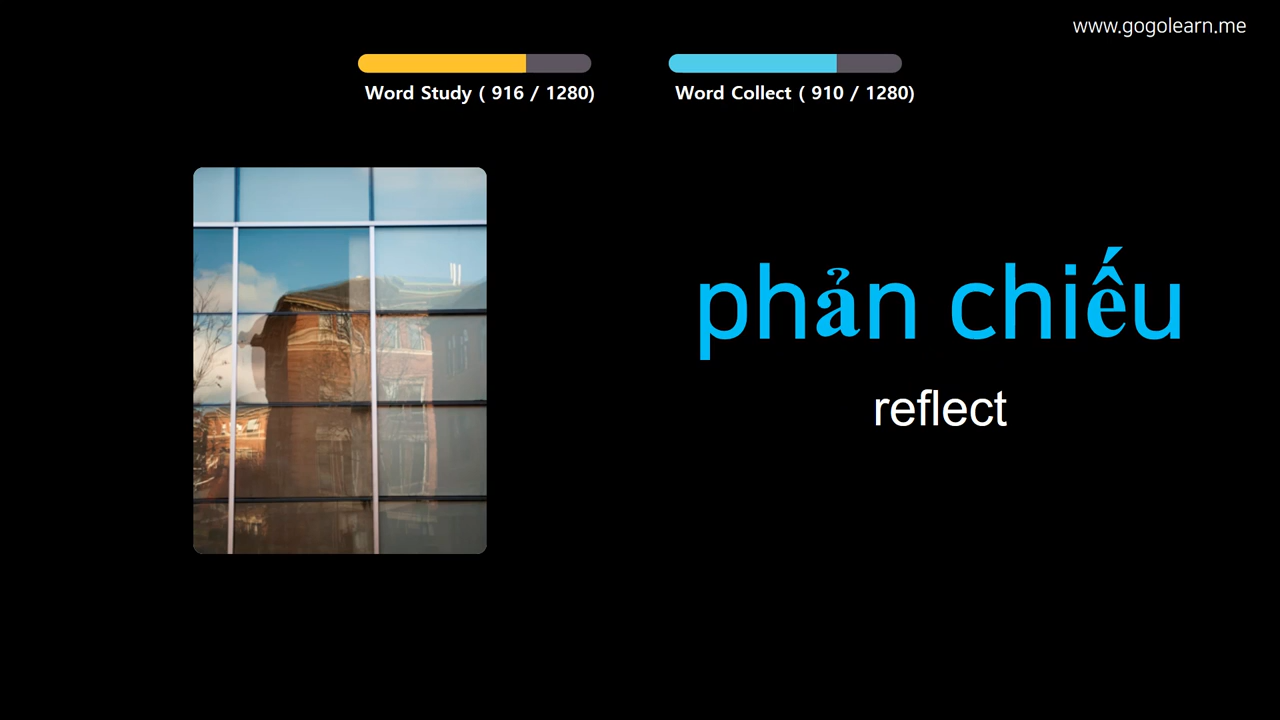 www.gogolearn.me
Word Study ( 916 / 1280)
Word Collect ( 910 / 1280)
phản chiếu
reflect